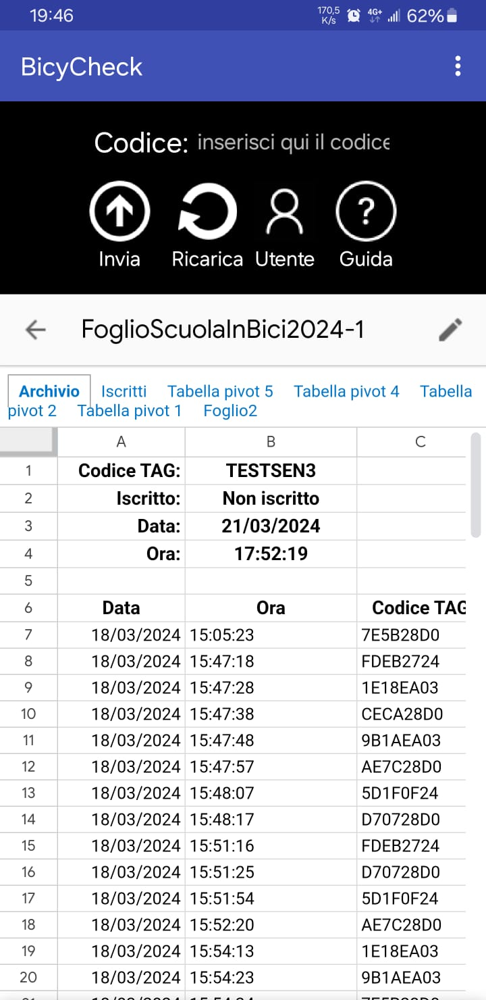 19:46 170,5 K/s 4G+ 62%
BicyCheck
Codice: inserisci qui il codice
Invia Ricarica Utente Guida
FoglioScuolaInBici2024-1
Archivio Iscritti Tabella pivot 5 Tabella pivot 4 Tabella
pivot 2 Tabella pivot 1 Foglio2
A B C
1 Codice TAG: TESTSEN3
2 Iscritto: Non iscritto
3 Data: 21/03/2024
4 Ora: 17:52:19
5
6 Data Ora Codice TAG
7 18/03/2024 15:05:23 7E5B28D0
8 18/03/2024 15:47:18 FDEB2724
9 18/03/2024 15:47:28 1E18EA03
10 18/03/2024 15:47:38 CECA28D0
11 18/03/2024 15:47:48 9B1AEA03
12 18/03/2024 15:47:57 AE7C28D0
13 18/03/2024 15:48:07 5D1F0F24
14 18/03/2024 15:48:17 D70728D0
15 18/03/2024 15:51:16 FDEB2724
16 18/03/2024 15:51:25 D70728D0
17 18/03/2024 15:51:54 5D1F0F24
18 18/03/2024 15:52:20 AE7C28D0
19 18/03/2024 15:54:13 1E18EA03
20 18/03/2024 15:54:23 9B1AEA03